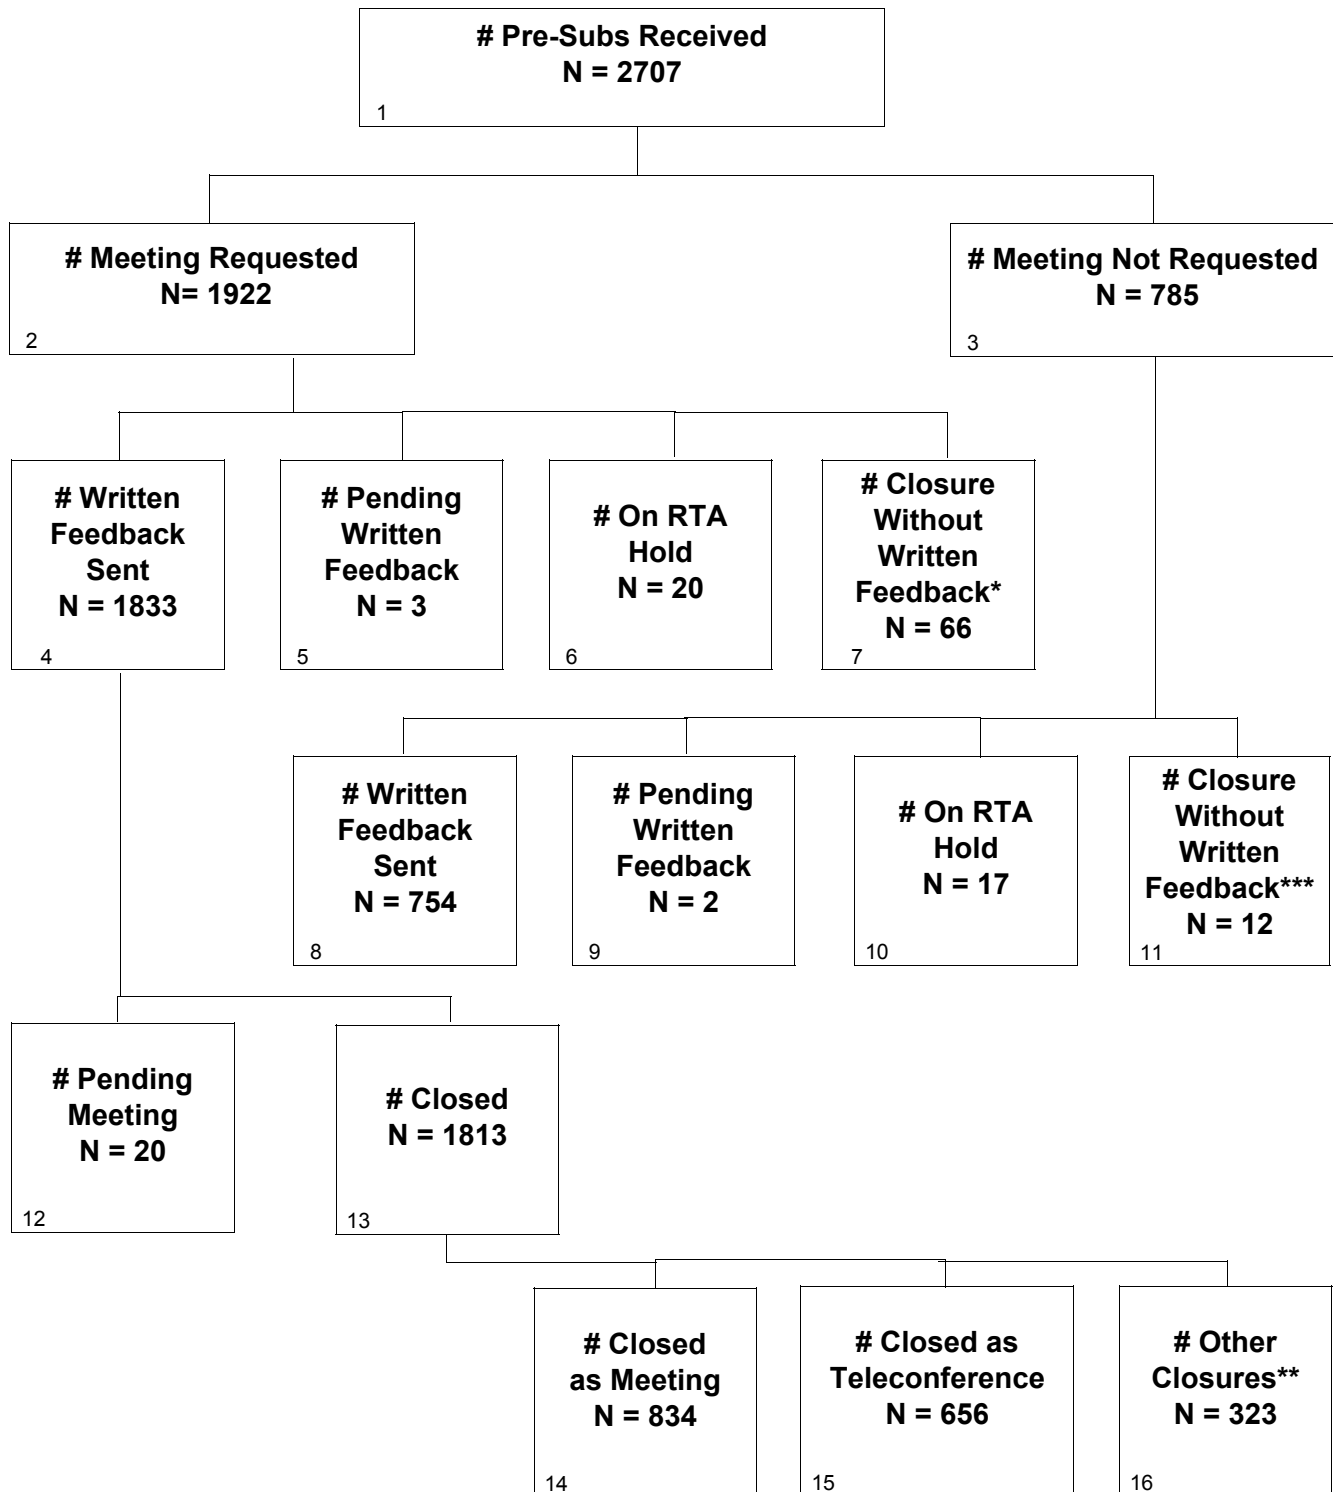 # Pre-Subs Received
N = 2707
1
# Meeting Requested
N= 1922
2
# Meeting Not Requested
N = 785
3
# Written
Feedback
Sent
N = 1833
4
# Pending
Written
Feedback
N = 3
5
# On RTA
Hold
N = 20
6
# Closure
Without
Written
Feedback*
N = 66
7
# Written
Feedback
Sent
N = 754
8
# Pending
Written
Feedback
N = 2
9
# On RTA
Hold
N = 17
10
# Closure
Without
Written
Feedback***
N = 12
11
# Pending
Meeting
N = 20
12
# Closed
N = 1813
13
# Closed
as Meeting
N = 834
14
# Closed as
Teleconference
N = 656
15
# Other
Closures**
N = 323
16